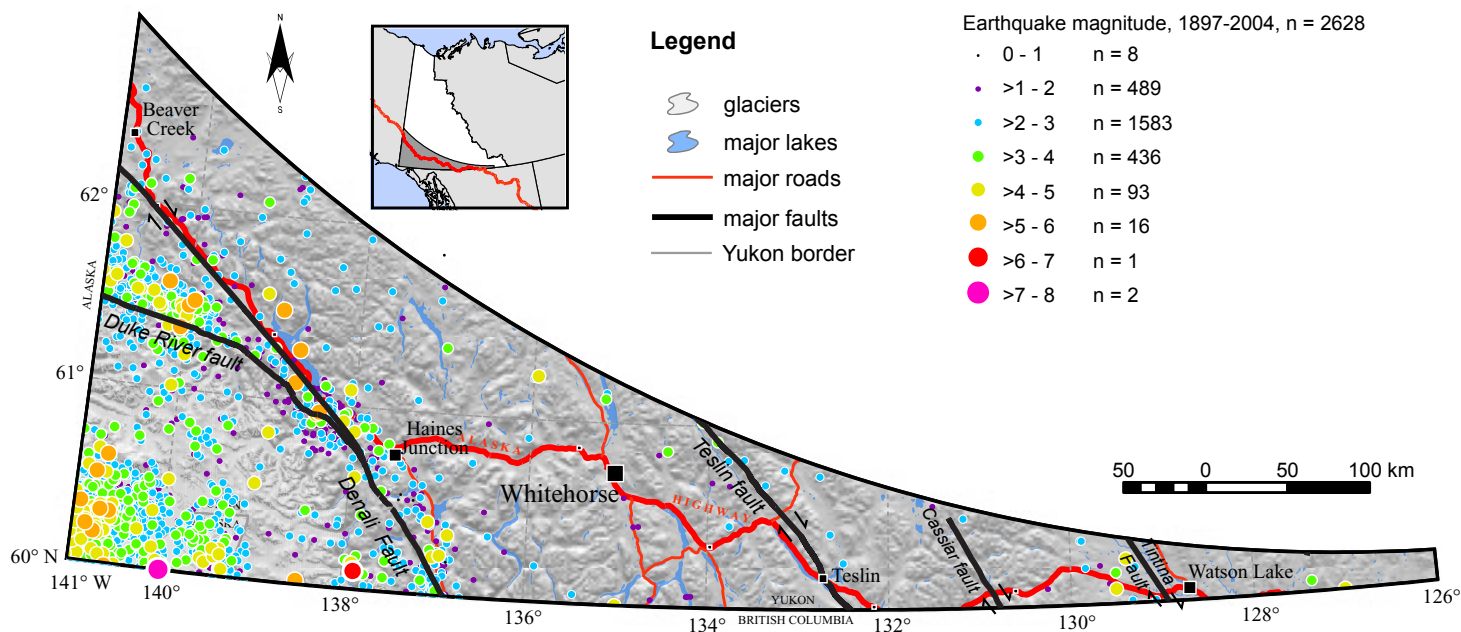 N
S
Legend
glaciers
major lakes
major roads
major faults
Yukon border
Earthquake magnitude, 1897-2004, n = 2628
0 - 1 n = 8
>1 - 2 n = 489
>2 - 3 n = 1583
>3 - 4 n = 436
>4 - 5 n = 93
>5 - 6 n = 16
>6 - 7 n = 1
>7 - 8 n = 2
Beaver
Creek
62°
ALASKA
Duke River fault
61°
Haines
Junction
ALASKA
Whitehorse
HIGHWAY
Teslin fault
Denali Fault
50 0 50 100 km
Cassiar fault
Tintina
Fault
Watson Lake
Teslin
YUKON
BRITISH COLUMBIA
60° N
141° W
140°
138°
136°
134°
132°
130°
128°
126°